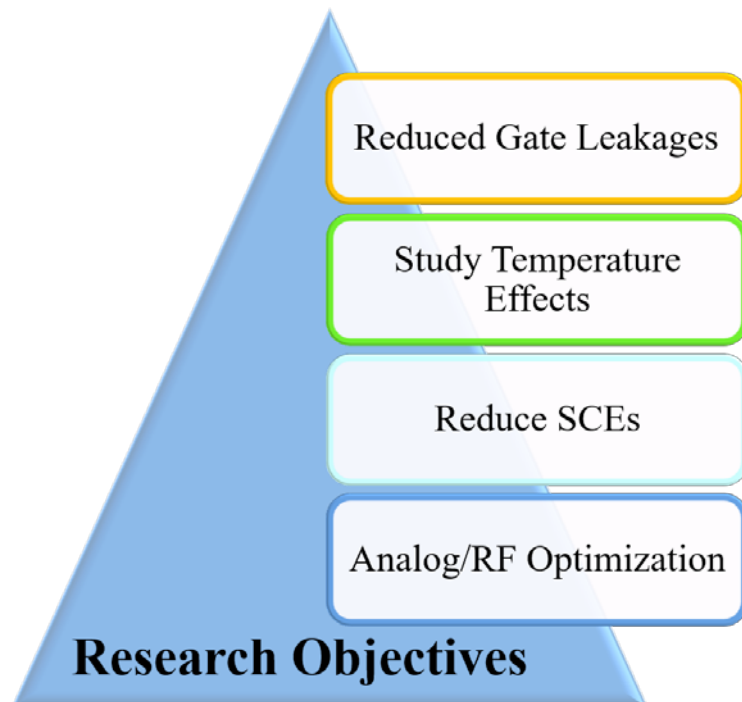 Reduced Gate Leakages
Study Temperature
Effects
Reduce SCEs
Analog/RF Optimization
Research Objectives